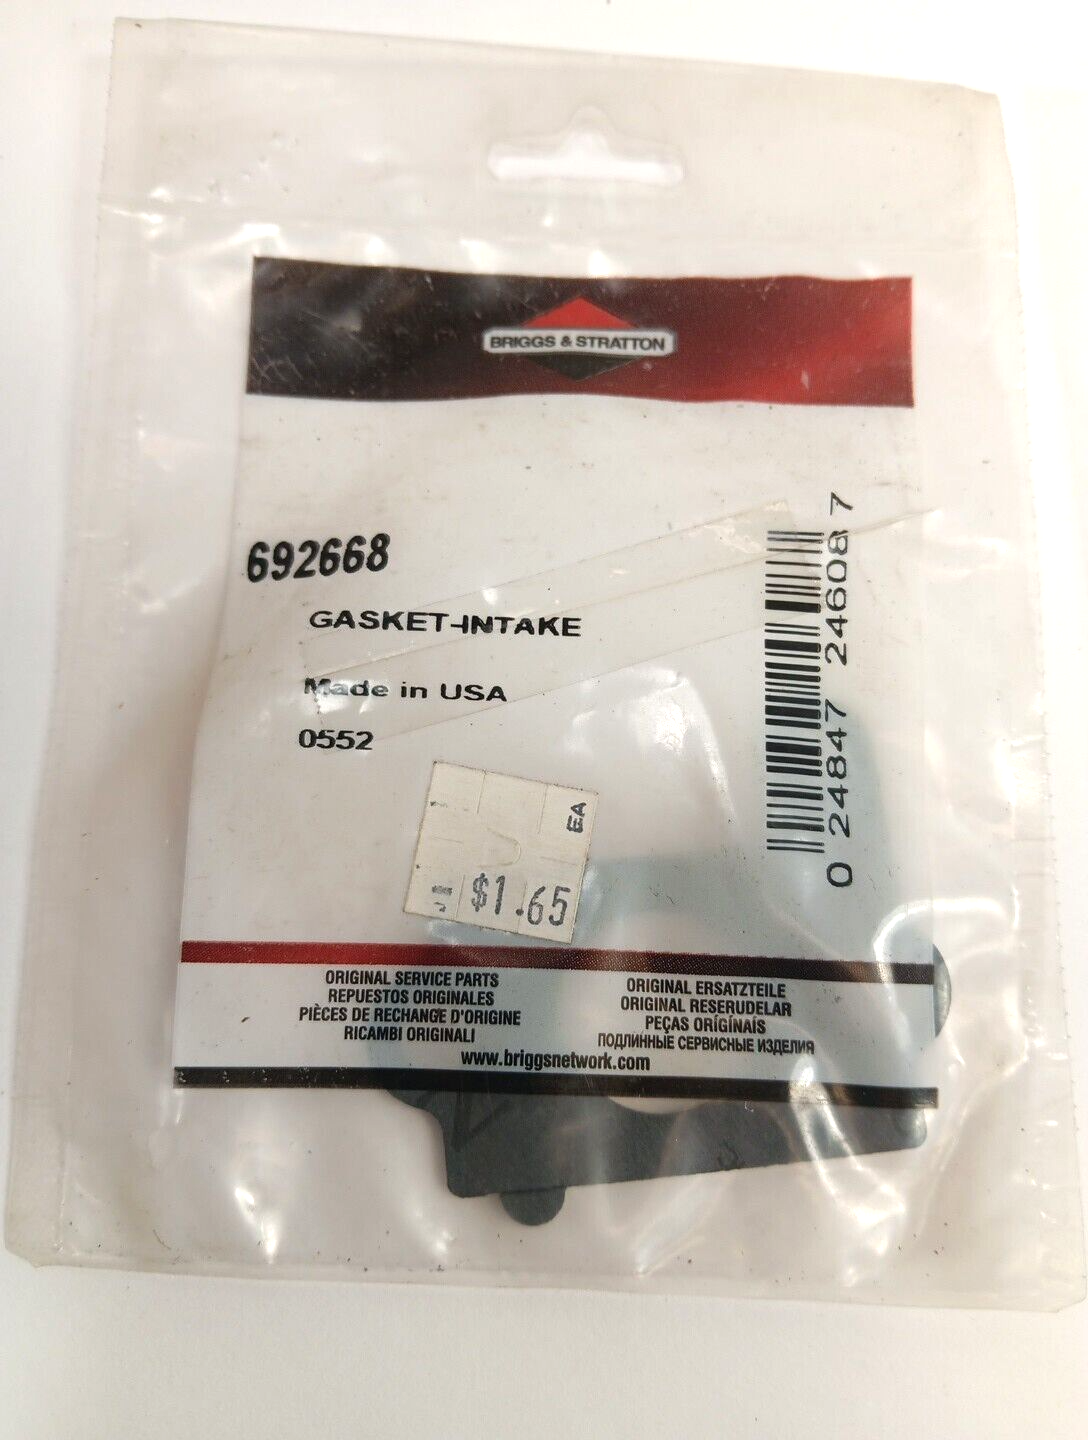 BRIGGS & STRATTON
692668
GASKET-INTAKE
Made in USA
0552
0 24847 24608 7
EA
$1.65
ORIGINAL SERVICE PARTS
REPUESTOS ORIGINALES
PIÈCES DE RECHANGE D'ORIGINE
RICAMBI ORIGINALI
ORIGINAL ERSATZTEILE
ORIGINAL RESERUDELAR
PEÇAS ORIGÍNAIS
ПОДЛИННЫЕ СЕРВИСНЫЕ ИЗДЕЛИЯ
www.briggsnetwork.com